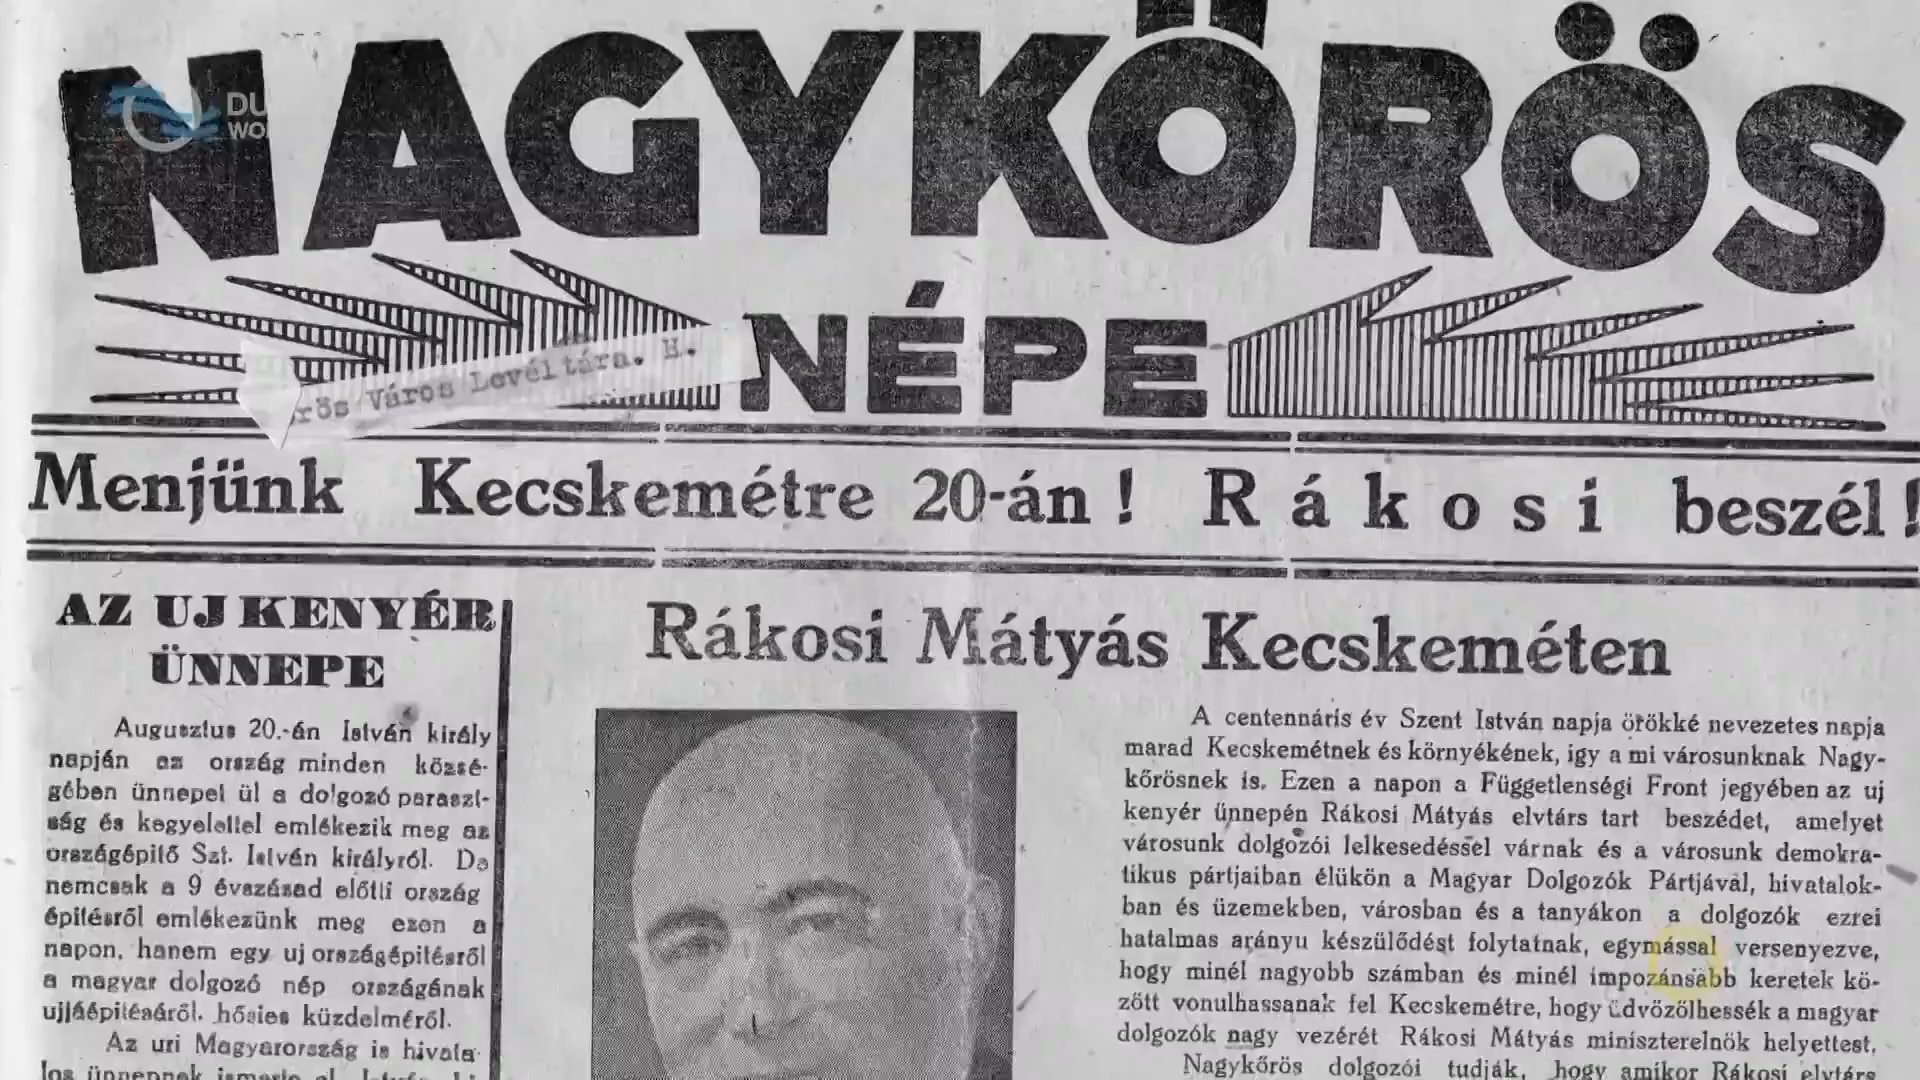 NAGYKŐRÖS
DU
WO
NÉPE
rös Város Levéltára. H.
Menjünk Kecskemétre 20-án! Rákosi beszél!
AZ UJ KENYÉR
ÜNNEPE
Augusztus 20.-án István király
napján az ország minden közsé-
gében ünnepet ül a dolgozó paraszt-
ság és kegyelettel emlékezik meg az
országépitő Szt. István királyról. De
nemcsak a 9 évszázad előtti ország
épitésről emlékezünk meg ezen a
napon, hanem egy uj országépitésről
a magyar dolgozó nép országának
ujjáépitéséről, hősies küzdelméről.
Az uri Magyarország is hivata-
los ünnepnek ismerte el István
Rákosi Mátyás Kecskeméten
A centennáris év Szent István napja örökké nevezetes napja
marad Kecskemétnek és környékének, igy a mi városunknak Nagy-
kőrösnek is. Ezen a napon a Függetlenségi Front jegyében az uj
kenyér ünnepén Rákosi Mátyás elvtárs tart beszédet, amelyet
városunk dolgozói lelkesedéssel várnak és a városunk demokra-
tikus pártjaiban élükön a Magyar Dolgozók Pártjával, hivatalok-
ban és üzemekben, városban és a tanyákon a dolgozók ezrei
hatalmas arányu készülődést folytatnak, egymással versenyezve,
hogy minél nagyobb számban és minél impozánsabb keretek kö-
zött vonulhassanak fel Kecskemétre, hogy üdvözölhessék a magyar
dolgozók nagy vezérét Rákosi Mátyás miniszterelnök helyettest.
Nagykőrös dolgozói tudják, hogy amikor Rákosi elvtárs